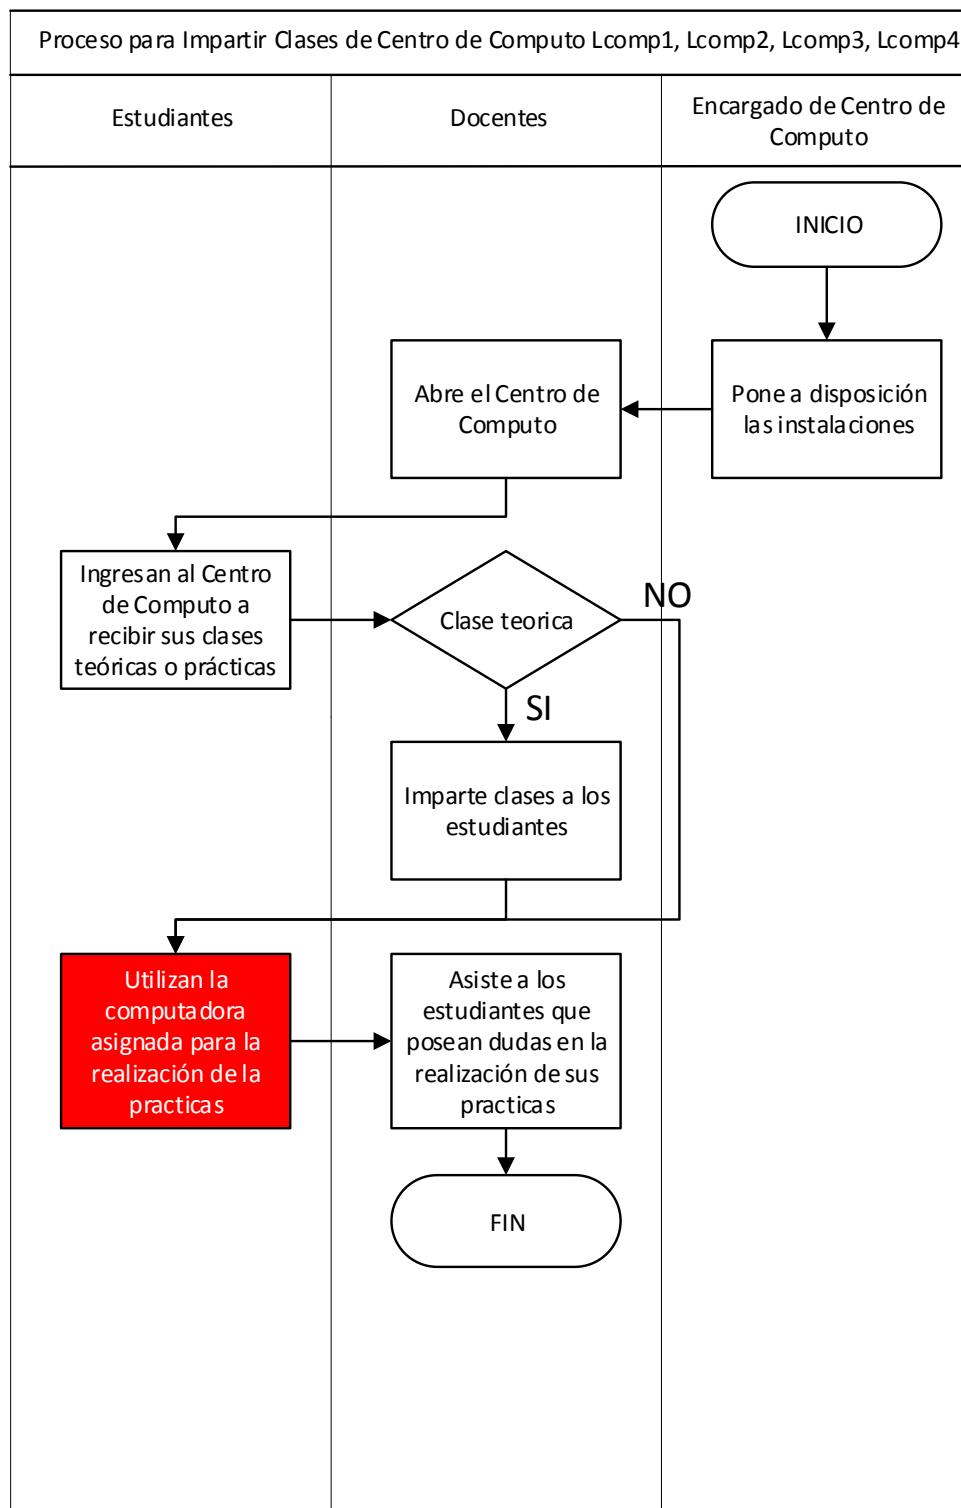 Proceso para Impartir Clases de Centro de Computo Lcomp1, Lcomp2, Lcomp3, Lcomp4
Estudiantes
Docentes
Encargado de Centro de
Computo
INICIO
Pone a disposición
las instalaciones
Abre el Centro de
Computo
Ingresan al Centro
de Computo a
recibir sus clases
teóricas o prácticas
Clase teorica
NO
SI
Imparte clases a los
estudiantes
Utilizan la
computadora
asignada para la
realización de la
practicas
Asiste a los
estudiantes que
posean dudas en la
realización de sus
practicas
FIN